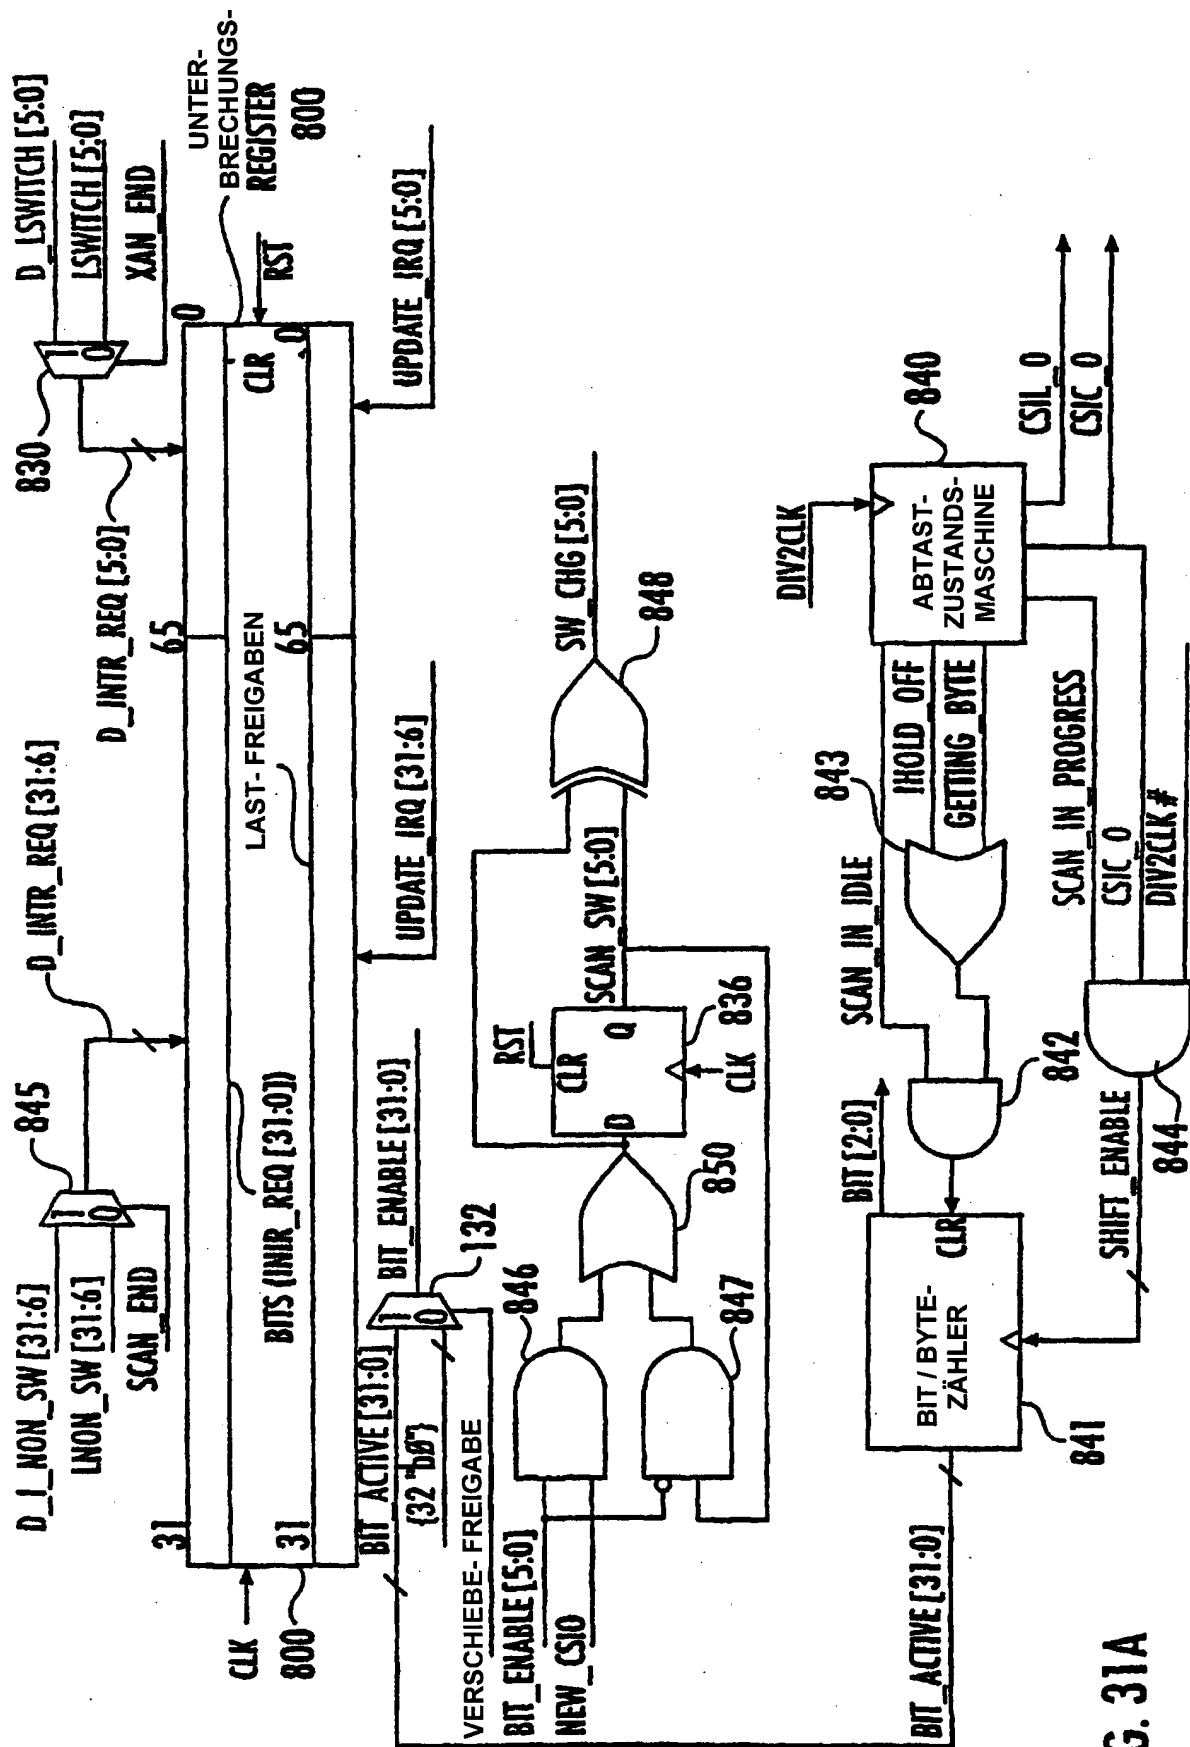 D_I_NON_SW [31:6]
LNON_SW [31:6]
SCAN_END
1
0
845
D_INTR_REQ [31:6]
D_INTR_REQ [5:0]
830
1
0
D_LSWITCH [5:0]
LSWITCH [5:0]
XAN_END
UNTER-
BRECHUNGS-
REGISTER
800
31
65
0
CLK
800
BITS (INIR_REQ [31:0])
LAST- FREIGABEN
CLR
RST
31
65
0
UPDATE_IRQ [31:6]
UPDATE_IRQ [5:0]
BIT_ACTIVE [31:0]
{32 "bØ"}
VERSCHIEBE- FREIGABE
1
0
132
BIT_ENABLE [31:0]
BIT_ENABLE [5:0]
NEW_CSIO
846
847
850
RST
CLR
D
Q
CLK
836
SCAN_SW [5:0]
848
SW_CHG [5:0]
BIT_ACTIVE [31:0]
BIT / BYTE-
ZÄHLER
841
CLR
BIT [2:0]
SHIFT_ENABLE
842
844
843
SCAN_IN_IDLE
IHOLD_OFF
GETTING_BYTE
SCAN_IN_PROGRESS
CSIC_O
DIV2CLK #
DIV2CLK
ABTAST-
ZUSTANDS-
MASCHINE
840
CSIL_O
CSIC_O
G. 31A